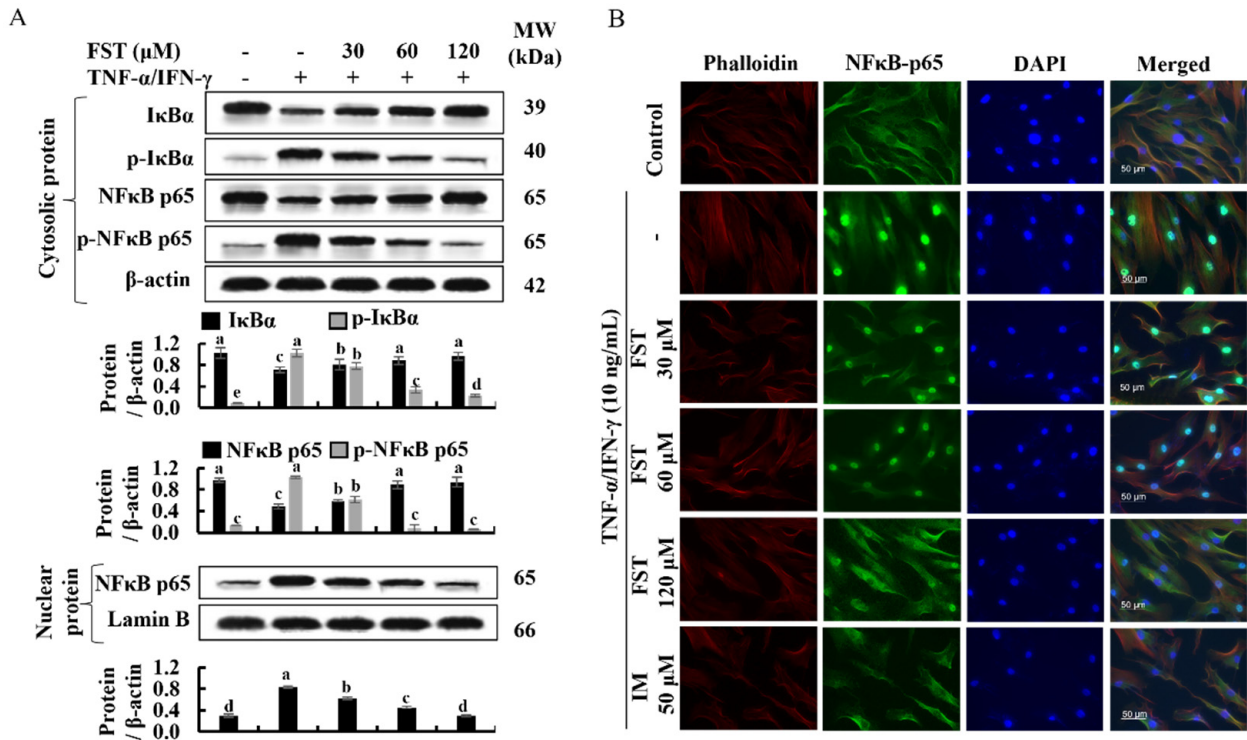 A
FST (μM) - - 30 60 120 MW (kDa)
TNF-α/IFN-γ - + + + +
Cytosolic protein
IκBα 39
p-IκBα 40
NFκB p65 65
p-NFκB p65 65
β-actin 42
IκBα p-IκBα
Protein / β-actin
1.2
0.8
0.4
0.0
a e c a b b a c a d
NFκB p65 p-NFκB p65
Protein / β-actin
1.2
0.8
0.4
0.0
a c c a b b a c a c
Nuclear protein
NFκB p65 65
Lamin B 66
Protein / β-actin
1.2
0.8
0.4
0.0
d a b c d
B
Phalloidin NFκB-p65 DAPI Merged
Control
50 μm
TNF-α/IFN-γ (10 ng/mL)
-
50 μm
FST 30 μM
50 μm
FST 60 μM
50 μm
FST 120 μM
50 μm
IM 50 μM
50 μm